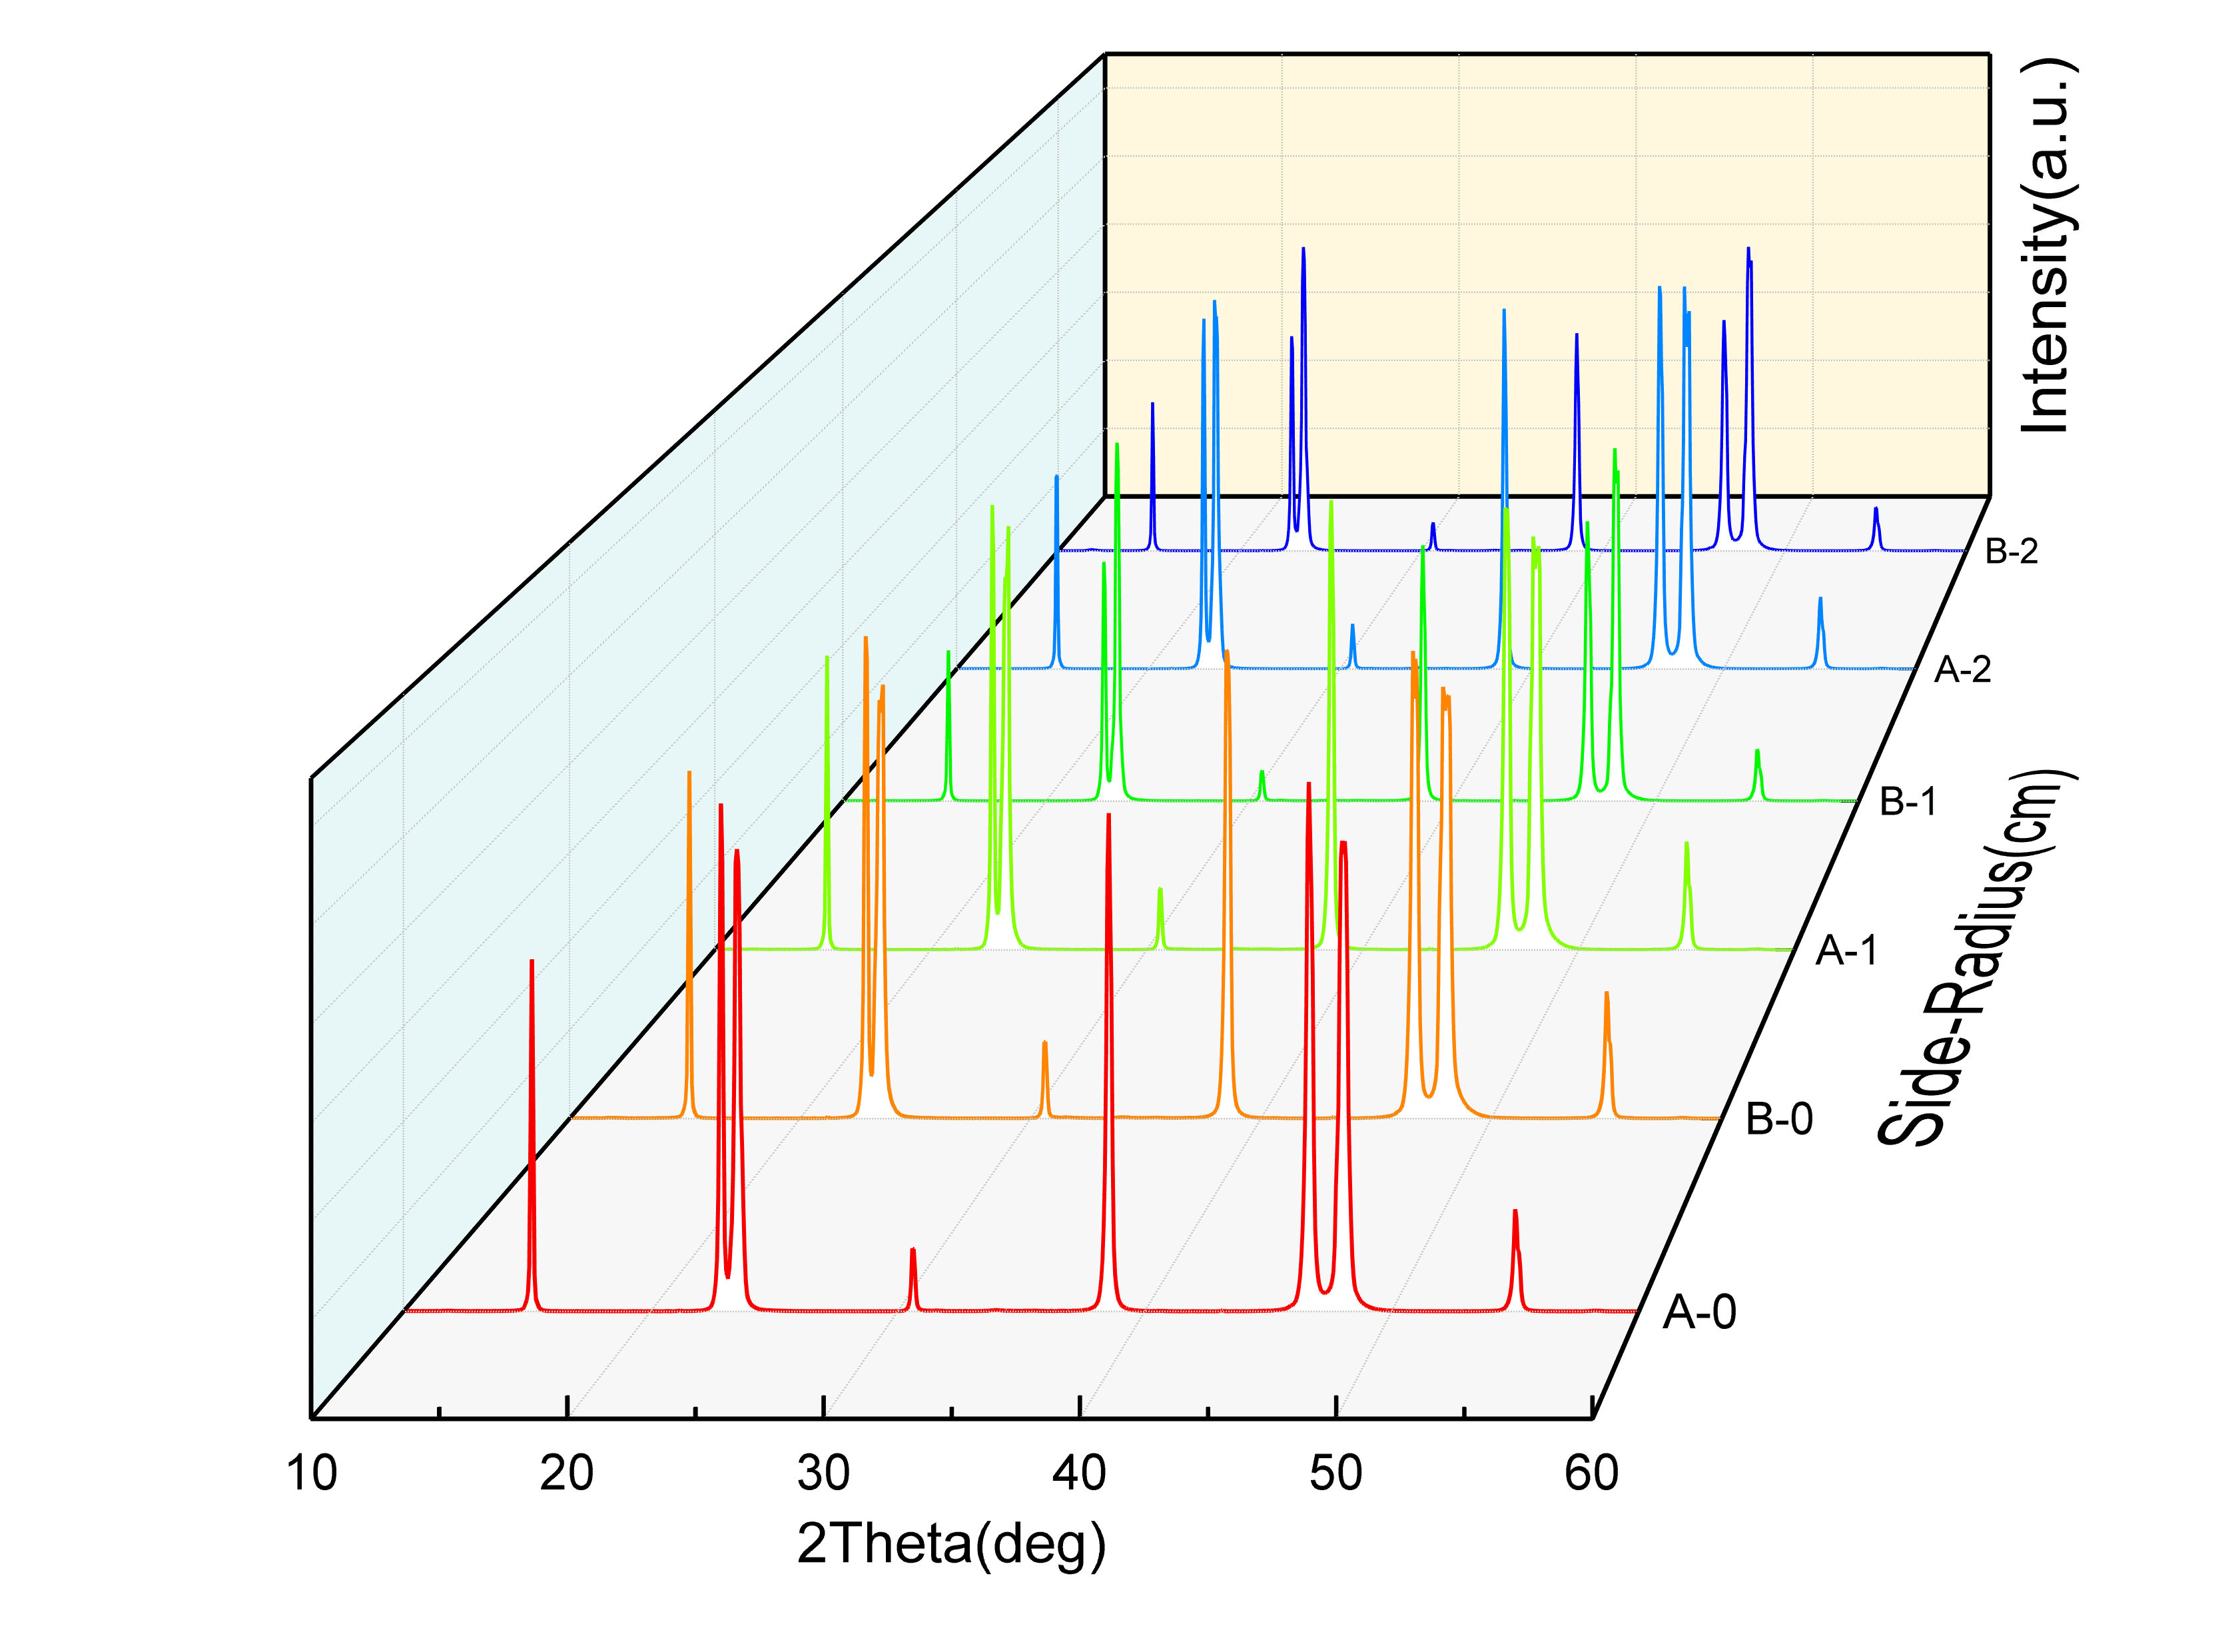 Intensity(a.u.)
B-2
A-2
B-1
A-1
B-0
A-0
Side-Radius(cm)
10 20 30 40 50 60
2Theta(deg)